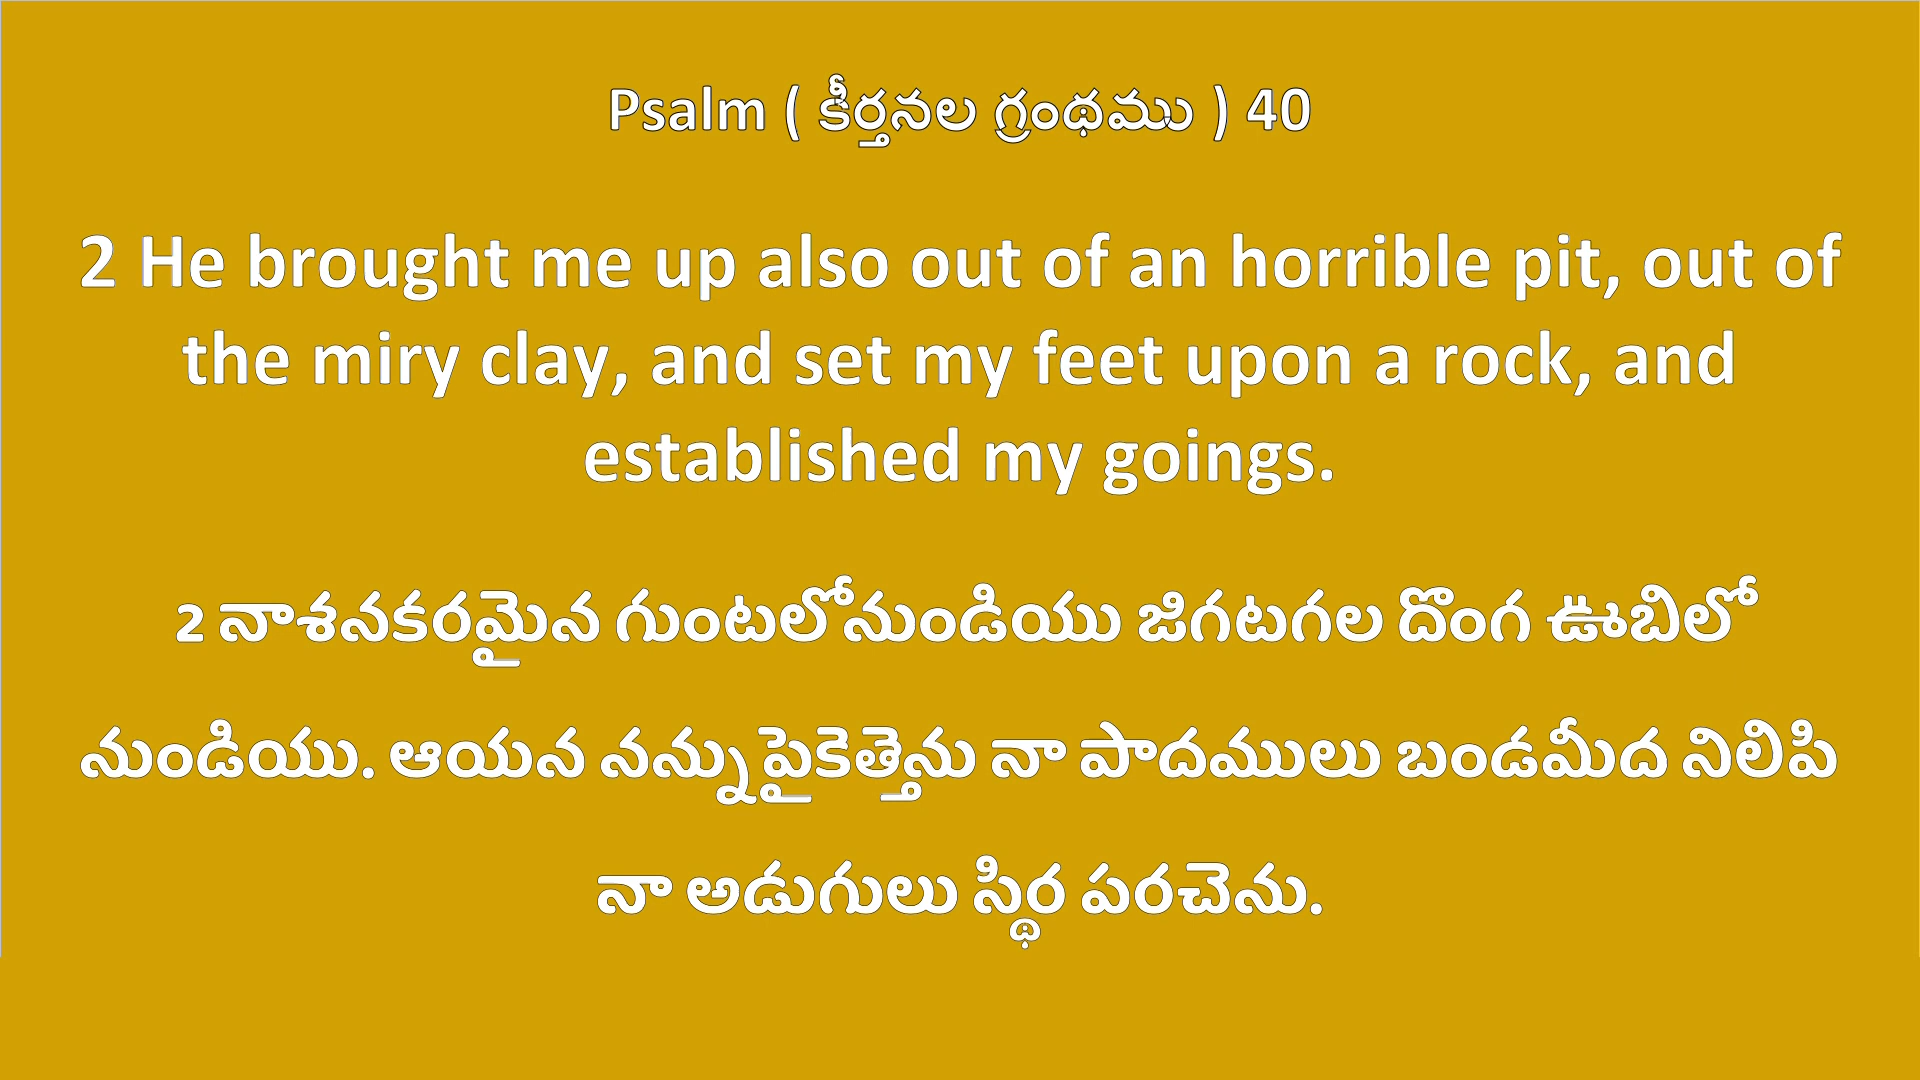 Psalm ( కీర్తనల గ్రంథము ) 40
2 He brought me up also out of an horrible pit, out of
the miry clay, and set my feet upon a rock, and
established my goings.
2 నాశనకరమైన గుంటలోనుండియు జిగటగల దొంగ ఊబిలో
నుండియు. ఆయన నన్నుపైకెత్తెను నా పాదములు బండమీద నిలిపి
నా అడుగులు స్థిర పరచెను.